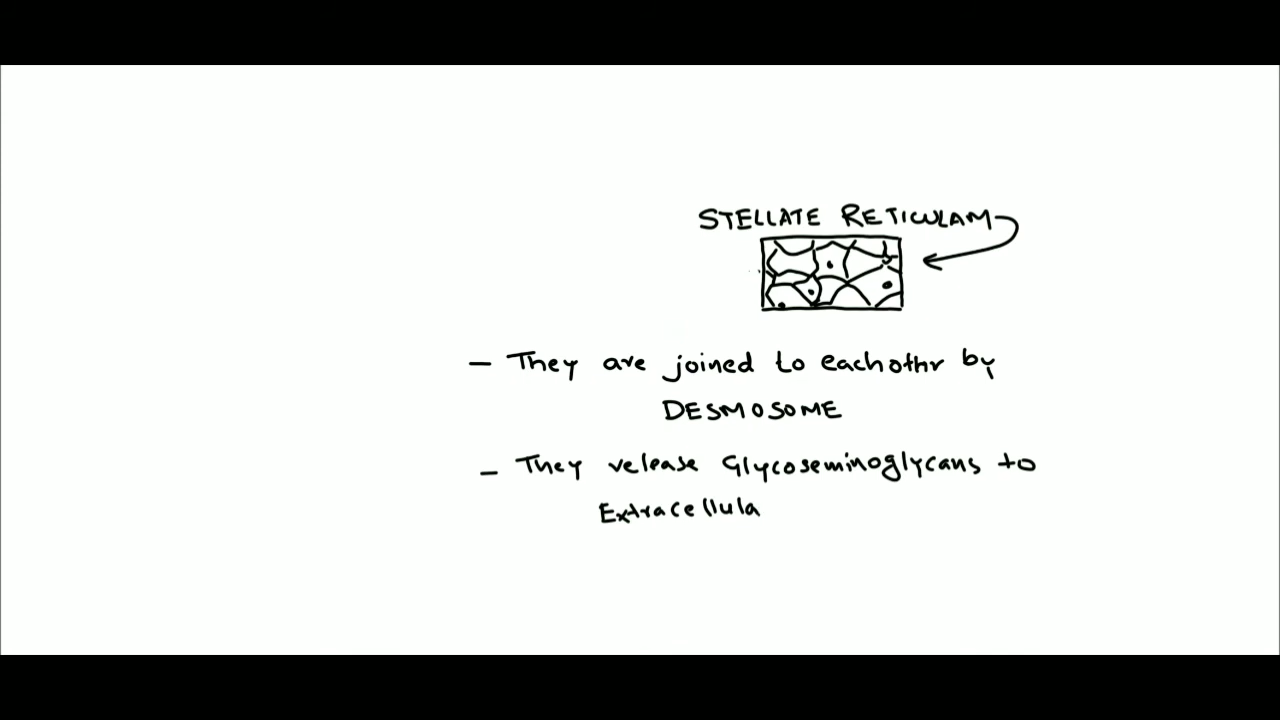 STELLATE RETICULAM
- They are joined to eachothr by
DESMOSOME
- They release Glycoseminoglycans to
Extracellula